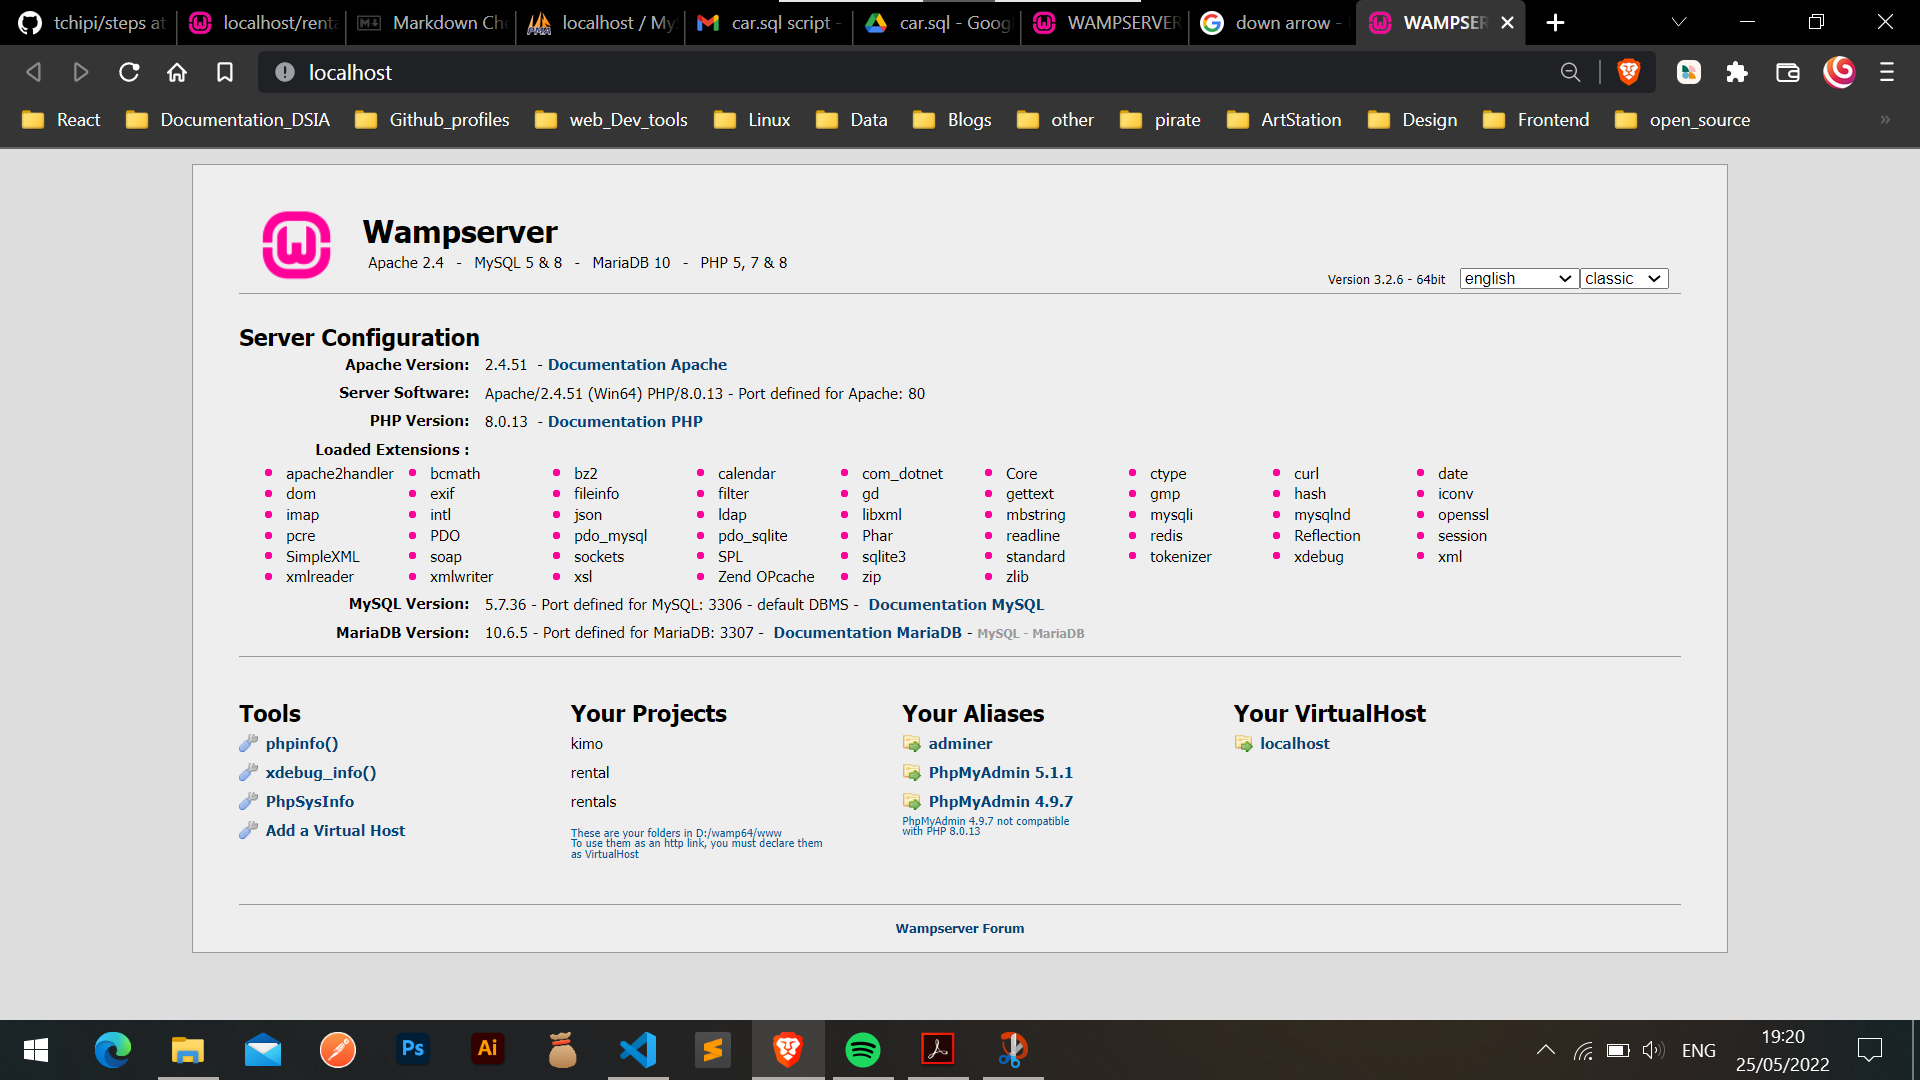 tchipi/steps at
localhost/renta
Markdown Che
localhost / My
car.sql script -
car.sql - Goog
WAMPSERVER
down arrow -
WAMPSER
localhost
React
Documentation_DSIA
Github_profiles
web_Dev_tools
Linux
Data
Blogs
other
pirate
ArtStation
Design
Frontend
open_source
»
Wampserver
Apache 2.4 - MySQL 5 & 8 - MariaDB 10 - PHP 5, 7 & 8
Version 3.2.6 - 64bit english classic
Server Configuration
Apache Version: 2.4.51 - Documentation Apache
Server Software: Apache/2.4.51 (Win64) PHP/8.0.13 - Port defined for Apache: 80
PHP Version: 8.0.13 - Documentation PHP
Loaded Extensions :
apache2handler bcmath bz2 calendar com_dotnet Core ctype curl date
dom exif fileinfo filter gd gettext gmp hash iconv
imap intl json ldap libxml mbstring mysqli mysqlnd openssl
pcre PDO pdo_mysql pdo_sqlite Phar readline redis Reflection session
SimpleXML soap sockets SPL sqlite3 standard tokenizer xdebug xml
xmlreader xmlwriter xsl Zend OPcache zip zlib
MySQL Version: 5.7.36 - Port defined for MySQL: 3306 - default DBMS - Documentation MySQL
MariaDB Version: 10.6.5 - Port defined for MariaDB: 3307 - Documentation MariaDB - MySQL - MariaDB
Tools
phpinfo()
xdebug_info()
PhpSysInfo
Add a Virtual Host
Your Projects
kimo
rental
rentals
These are your folders in D:/wamp64/www
To use them as an http link, you must declare them
as VirtualHost
Your Aliases
adminer
PhpMyAdmin 5.1.1
PhpMyAdmin 4.9.7
PhpMyAdmin 4.9.7 not compatible
with PHP 8.0.13
Your VirtualHost
localhost
Wampserver Forum
Ps
Ai
ENG
19:20
25/05/2022